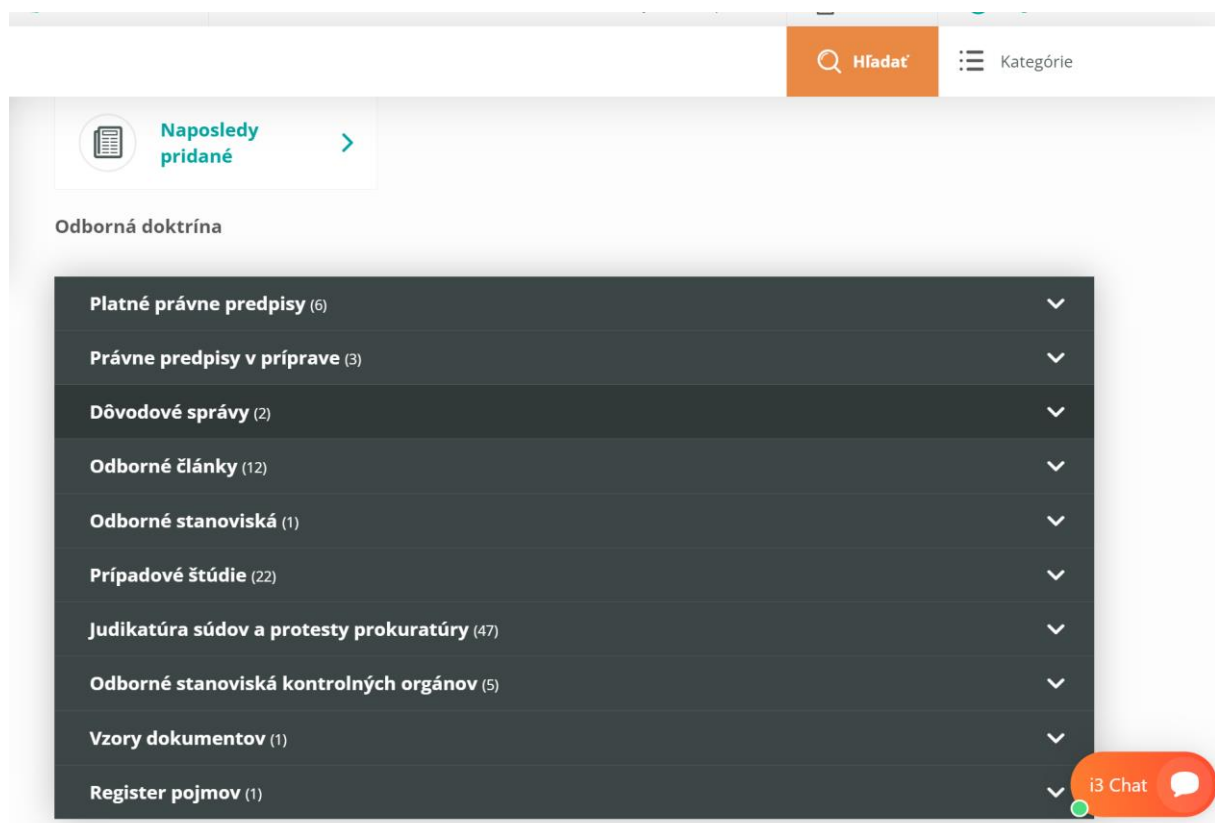 Hľadať
Kategórie
Naposledy
pridané
Odborná doktrína
Platné právne predpisy (6)
Právne predpisy v príprave (3)
Dôvodové správy (2)
Odborné články (12)
Odborné stanoviská (1)
Prípadové štúdie (22)
Judikatúra súdov a protesty prokuratúry (47)
Odborné stanoviská kontrolných orgánov (5)
Vzory dokumentov (1)
Register pojmov (1)
i3 Chat